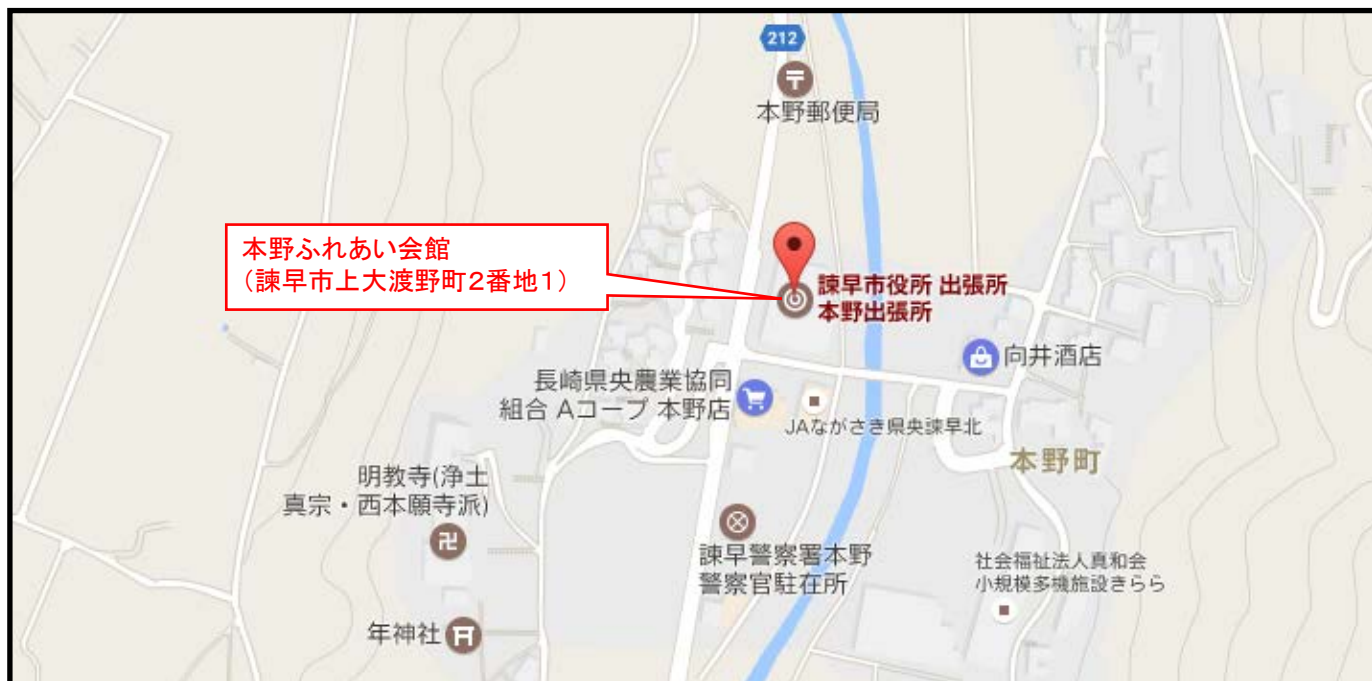 212
本野郵便局
本野ふれあい会館
(諫早市上大渡野町2番地1)
諫早市役所 出張所
本野出張所
向井酒店
長崎県央農業協同
組合 Aコープ 本野店
JAながさき県央諫早北
本野町
明教寺(浄土
真宗・西本願寺派)
諫早警察署本野
警察官駐在所
社会福祉法人真和会
小規模多機施設きらら
年神社